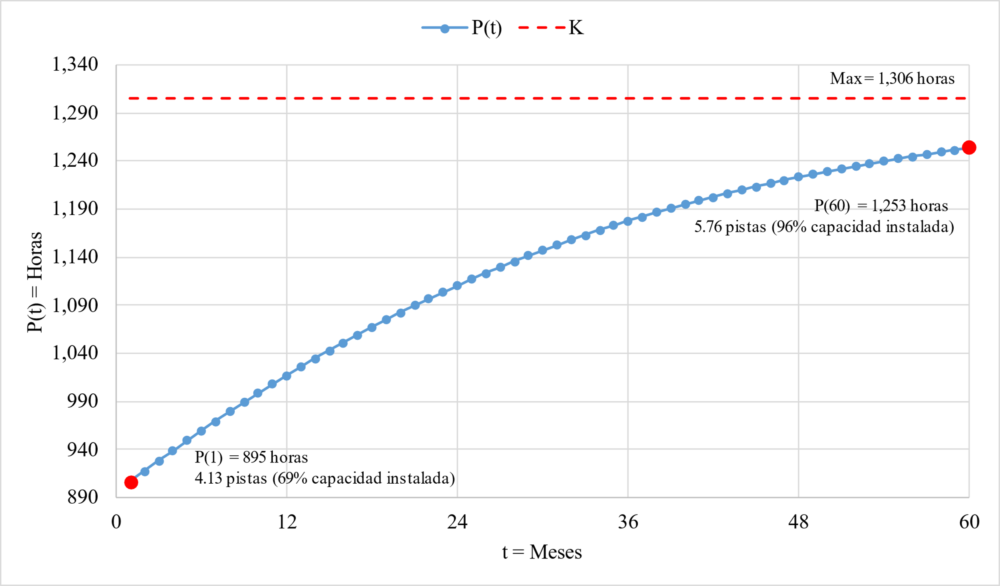 P(t) K
1,340
1,290
1,240
1,190
1,140
1,090
1,040
990
940
890
P(t) = Horas
Max = 1,306 horas
P(60) = 1,253 horas
5.76 pistas (96% capacidad instalada)
P(1) = 895 horas
4.13 pistas (69% capacidad instalada)
0 12 24 36 48 60
t = Meses